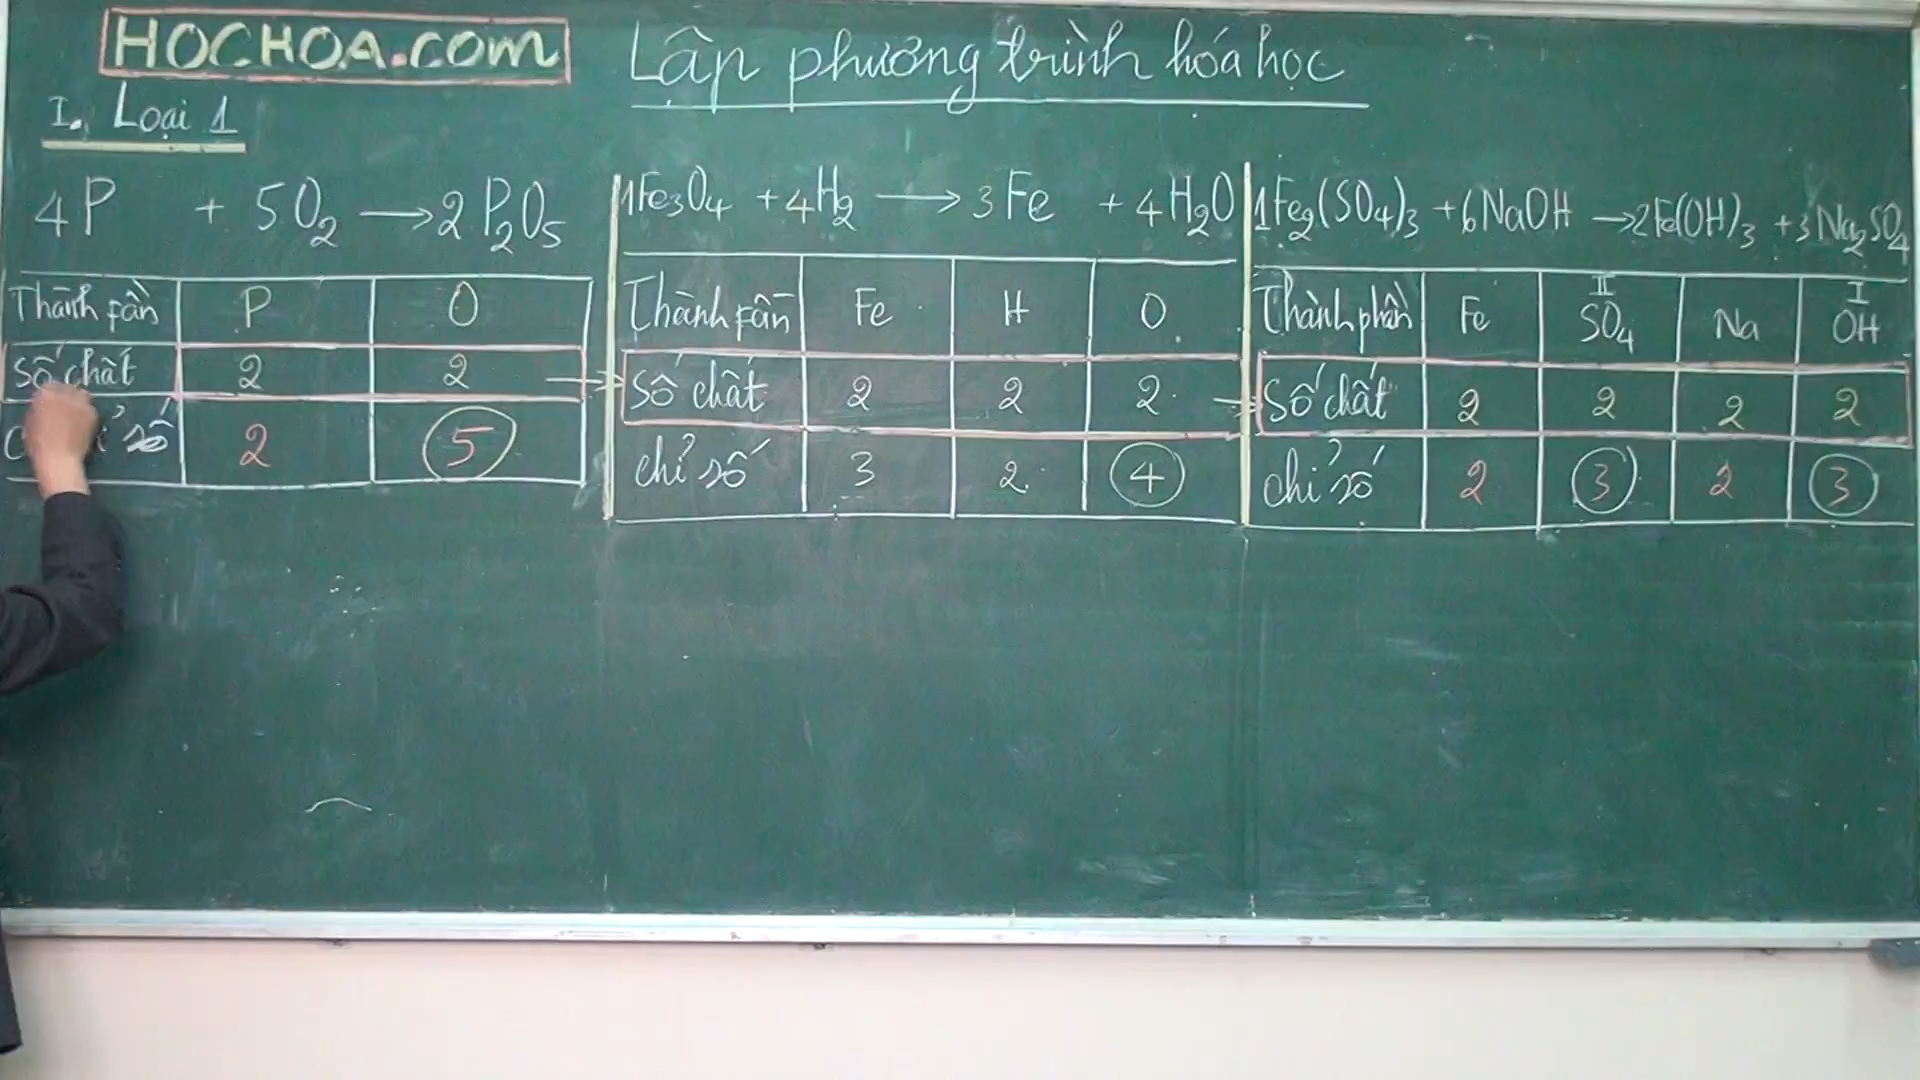 HOCHOA.com
Lập phương trình hóa học
I. Loại 1
4P + 5O₂ → 2P₂O₅
Thành fần P O
Số chất 2 2
số 2 5
1Fe₃O₄ + 4H₂ → 3Fe + 4H₂O
Thành fần Fe H O
Số chất 2 2 2
chỉ số 3 2 4
1Fe₂(SO₄)₃ + 6NaOH → 2Fe(OH)₃ + 3Na₂SO₄
Thành phần Fe II SO₄ Na I OH
Số chất 2 2 2 2
chỉ số 2 3 2 3